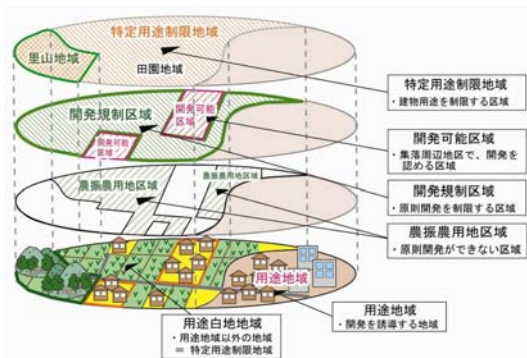 特定用途制限地域
里山地域
田園地域
特定用途制限地域
・建物用途を制限する区域
開発規制区域
開発可能
区域
開発可能
区域
開発可能区域
・集落周辺地区で、開発を
認める区域
開発規制区域
・原則開発を制限する区域
農振農用地区域
農振農用地区域
農振農用地区域
・原則開発ができない区域
用途地域
用途白地地域
・用途地域以外の地域
＝ 特定用途制限地域
用途地域
・開発を誘導する地域